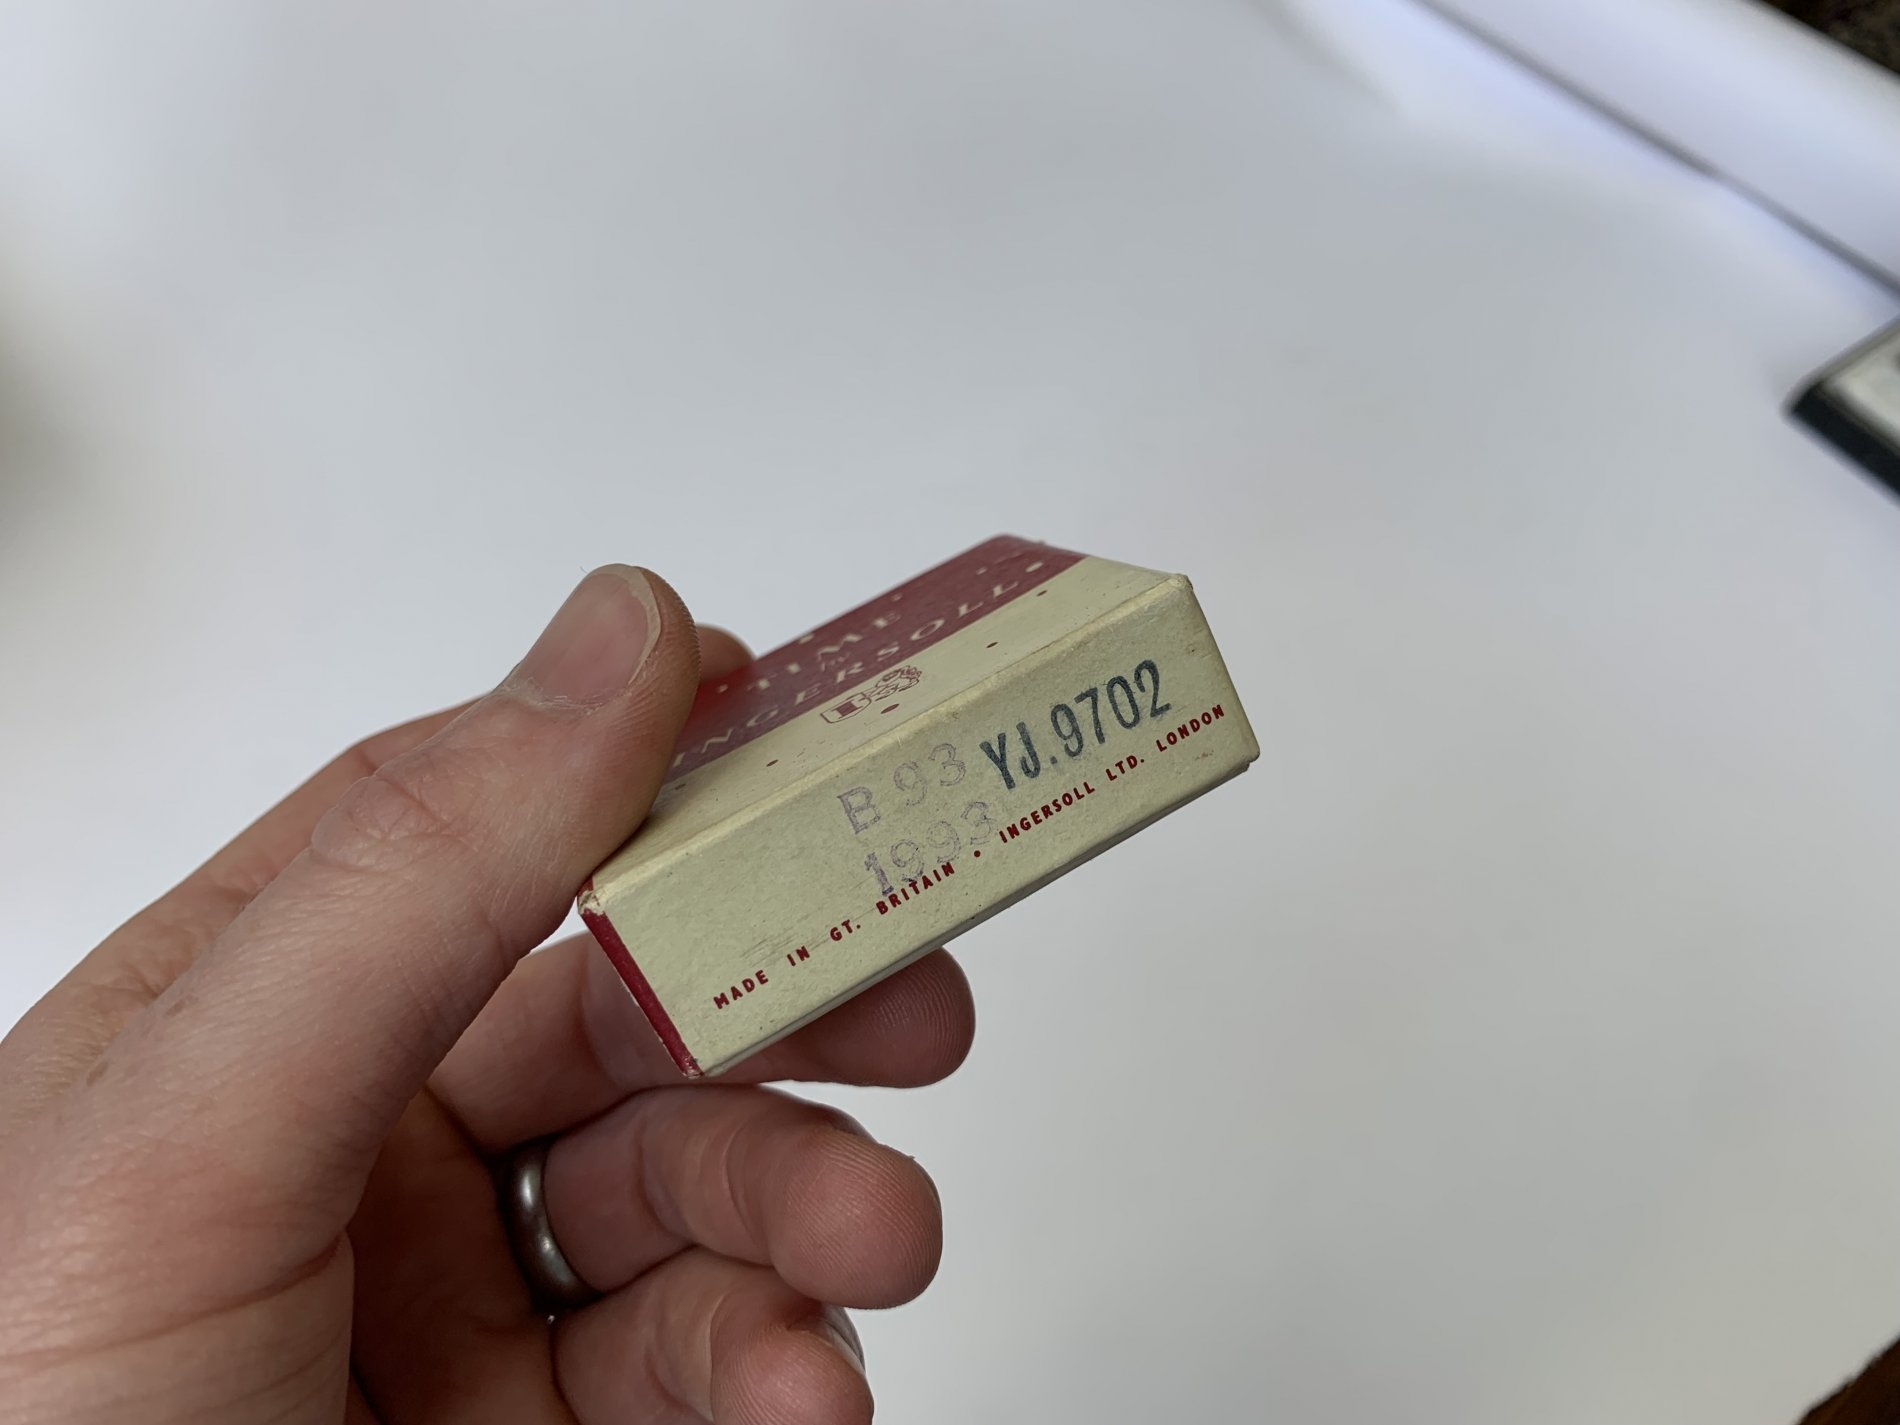 TIME
INGERSOLL
B 93 YJ.9702
1993
MADE IN GT. BRITAIN • INGERSOLL LTD. LONDON